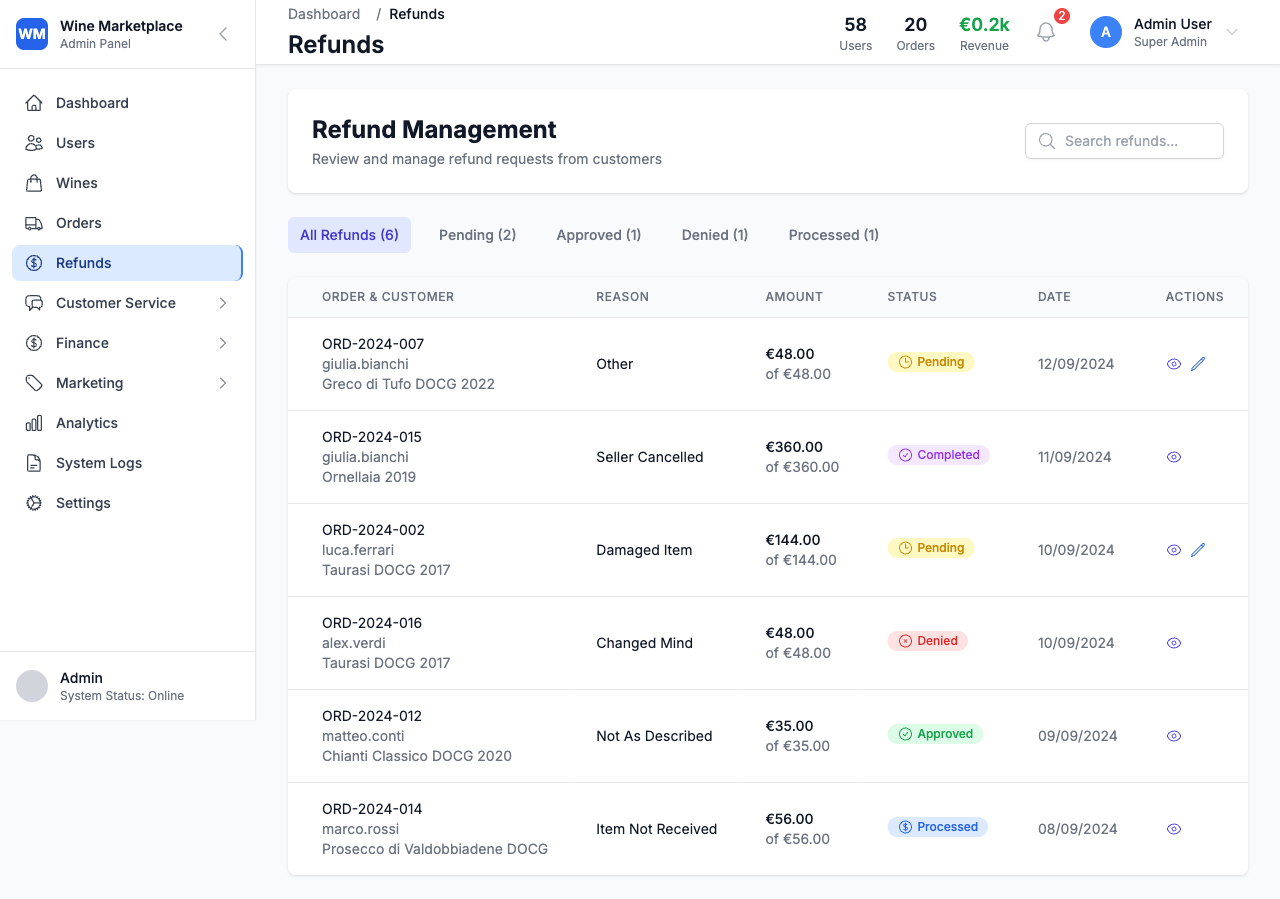 WM
Wine Marketplace
Admin Panel
Dashboard
Users
Wines
Orders
Refunds
Customer Service
Finance
Marketing
Analytics
System Logs
Settings
Admin
System Status: Online
Dashboard / Refunds
Refunds
58
Users
20
Orders
€0.2k
Revenue
2
A
Admin User
Super Admin
Refund Management
Review and manage refund requests from customers
Search refunds...
All Refunds (6) Pending (2) Approved (1) Denied (1) Processed (1)
ORDER & CUSTOMER REASON AMOUNT STATUS DATE ACTIONS
ORD-2024-007
giulia.bianchi
Greco di Tufo DOCG 2022
Other
€48.00
of €48.00
Pending
12/09/2024
ORD-2024-015
giulia.bianchi
Ornellaia 2019
Seller Cancelled
€360.00
of €360.00
Completed
11/09/2024
ORD-2024-002
luca.ferrari
Taurasi DOCG 2017
Damaged Item
€144.00
of €144.00
Pending
10/09/2024
ORD-2024-016
alex.verdi
Taurasi DOCG 2017
Changed Mind
€48.00
of €48.00
Denied
10/09/2024
ORD-2024-012
matteo.conti
Chianti Classico DOCG 2020
Not As Described
€35.00
of €35.00
Approved
09/09/2024
ORD-2024-014
marco.rossi
Prosecco di Valdobbiadene DOCG
Item Not Received
€56.00
of €56.00
Processed
08/09/2024